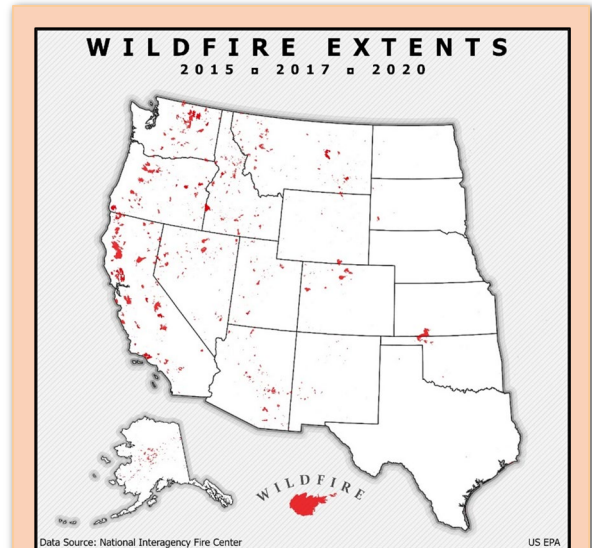 WILDFIRE EXTENTS
2015 ▫ 2017 ▫ 2020
WILDFIRE
Data Source: National Interagency Fire Center
US EPA